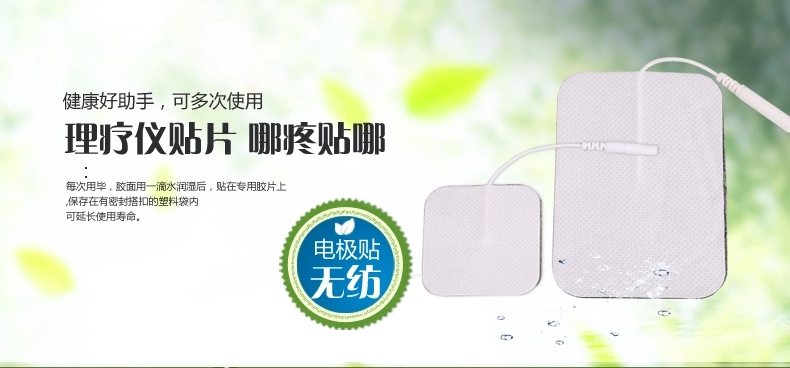 健康好助手，可多次使用
理疗仪贴片 哪疼贴哪
:
每次用毕，胶面用一滴水润湿后，贴在专用胶片上
,保存在有密封搭扣的塑料袋内
可延长使用寿命。
电极贴
无纺